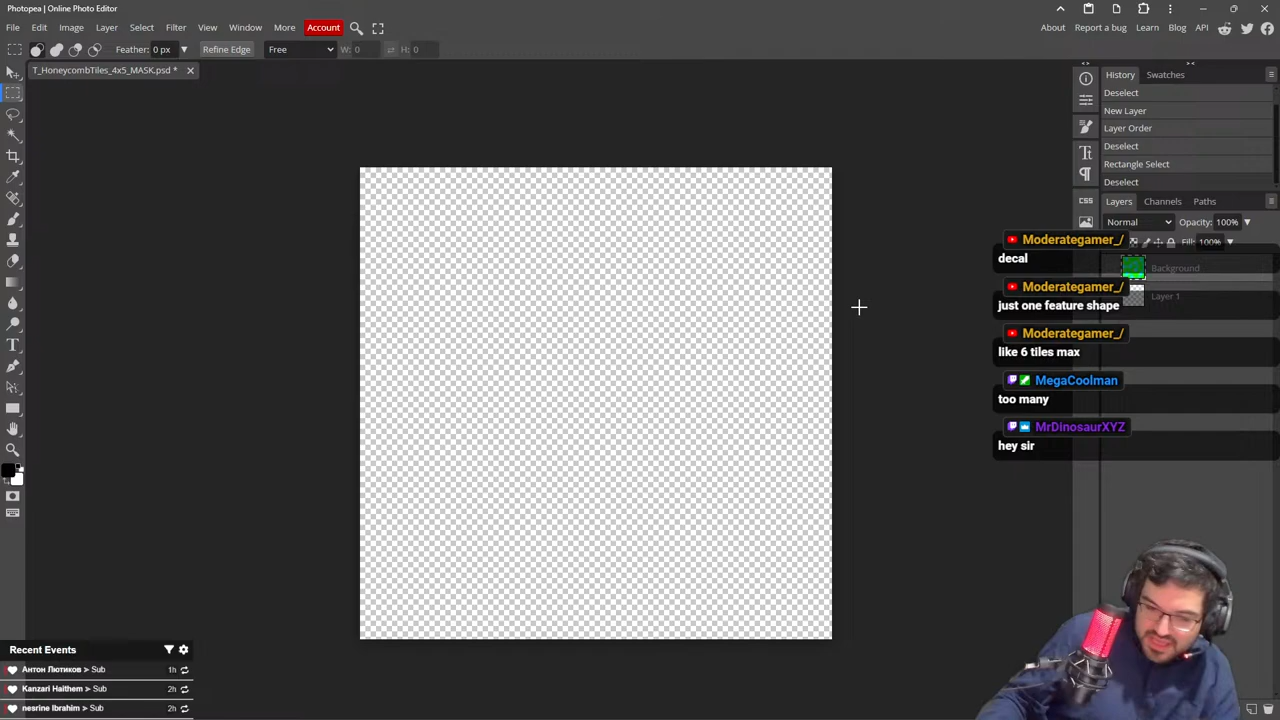 Photopea | Online Photo Editor
File Edit Image Layer Select Filter View Window More Account
About Report a bug Learn Blog API
Feather: 0 px Refine Edge Free W: 0 H: 0
T_HoneycombTiles_4x5_MASK.psd *
History Swatches
Deselect
New Layer
Layer Order
Deselect
Rectangle Select
Deselect
CSS
Layers Channels Paths
Normal Opacity: 100%
Fill: 100%
Background
Layer 1
Moderategamer_/
decal
Moderategamer_/
just one feature shape
Moderategamer_/
like 6 tiles max
MegaCoolman
too many
MrDinosaurXYZ
hey sir
Recent Events
Антон Лютиков > Sub 1h
Kanzari Haithem > Sub 2h
nesrine Ibrahim > Sub 2h